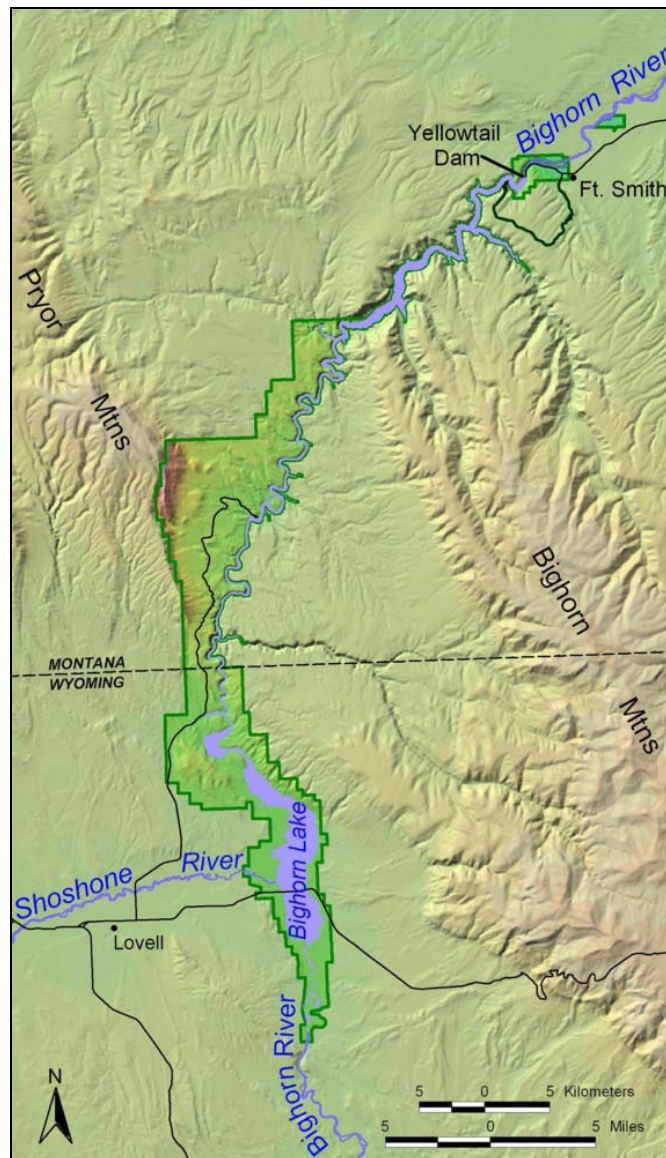 Bighorn River
Yellowtail
Dam
Ft. Smith
Pryor
Mtns
Bighorn
Mtns
MONTANA
WYOMING
Bighorn Lake
Shoshone River
Lovell
Bighorn River
N
5 0 5 Kilometers
5 0 5 Miles